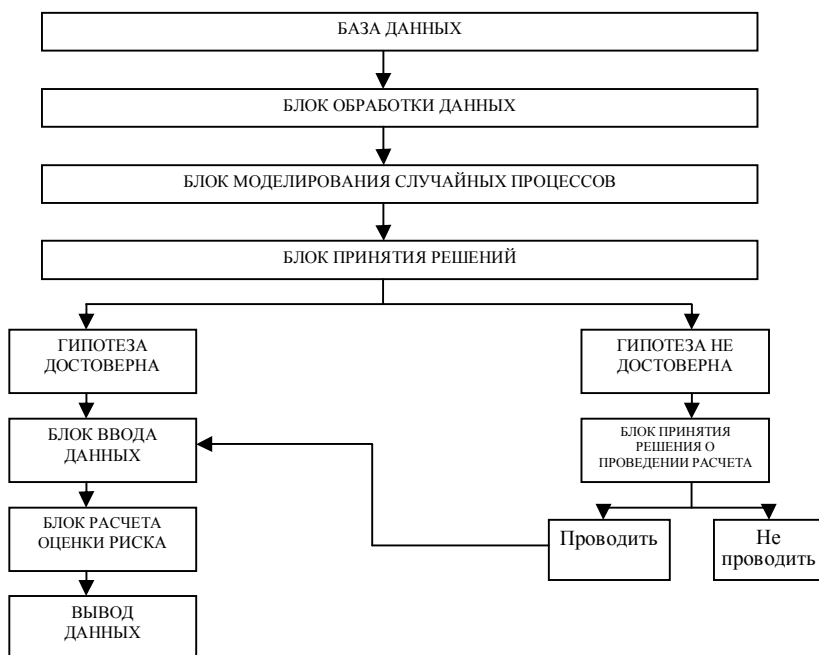 БАЗА ДАННЫХ
БЛОК ОБРАБОТКИ ДАННЫХ
БЛОК МОДЕЛИРОВАНИЯ СЛУЧАЙНЫХ ПРОЦЕССОВ
БЛОК ПРИНЯТИЯ РЕШЕНИЙ
ГИПОТЕЗА
ДОСТОВЕРНА
ГИПОТЕЗА НЕ
ДОСТОВЕРНА
БЛОК ВВОДА
ДАННЫХ
БЛОК ПРИНЯТИЯ
РЕШЕНИЯ О
ПРОВЕДЕНИИ РАСЧЕТА
БЛОК РАСЧЕТА
ОЦЕНКИ РИСКА
Проводить
Не
проводить
ВЫВОД
ДАННЫХ